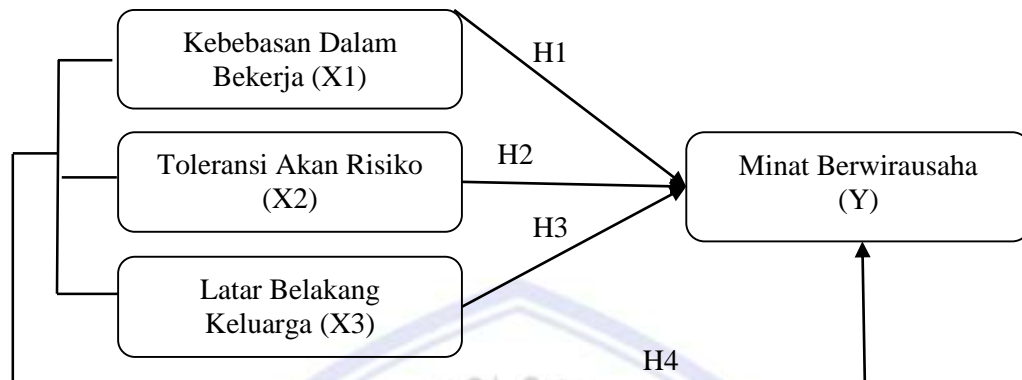 Kebebasan Dalam
Bekerja (X1)
H1
Toleransi Akan Risiko
(X2)
H2
Minat Berwirausaha
(Y)
H3
Latar Belakang
Keluarga (X3)
H4